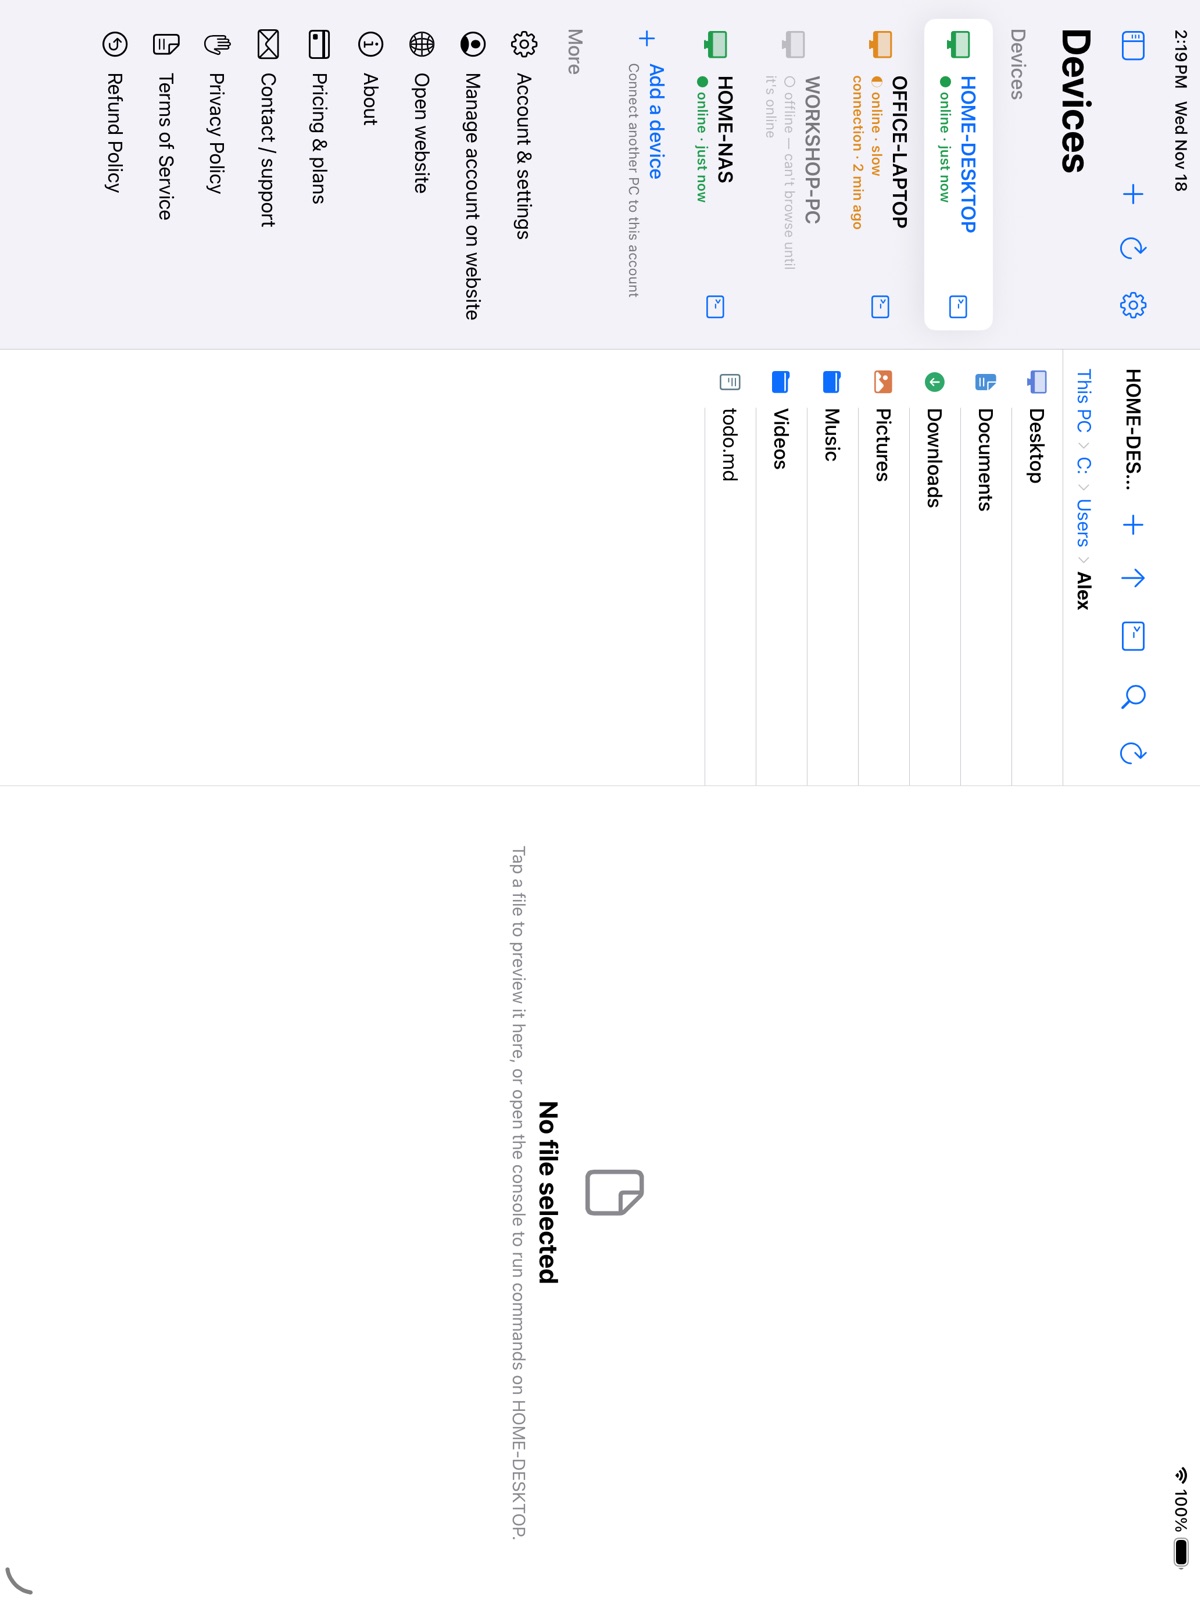 2:19 PM Wed Nov 18
100%
Devices
Devices
HOME-DESKTOP
online · just now
OFFICE-LAPTOP
online · slow
connection · 2 min ago
WORKSHOP-PC
offline — can't browse until
it's online
HOME-NAS
online · just now
Add a device
Connect another PC to this account
More
Account & settings
Manage account on website
Open website
About
Pricing & plans
Contact / support
Privacy Policy
Terms of Service
Refund Policy
HOME-DES...
This PC > C: > Users > Alex
Desktop
Documents
Downloads
Pictures
Music
Videos
todo.md
No file selected
Tap a file to preview it here, or open the console to run commands on HOME-DESKTOP.